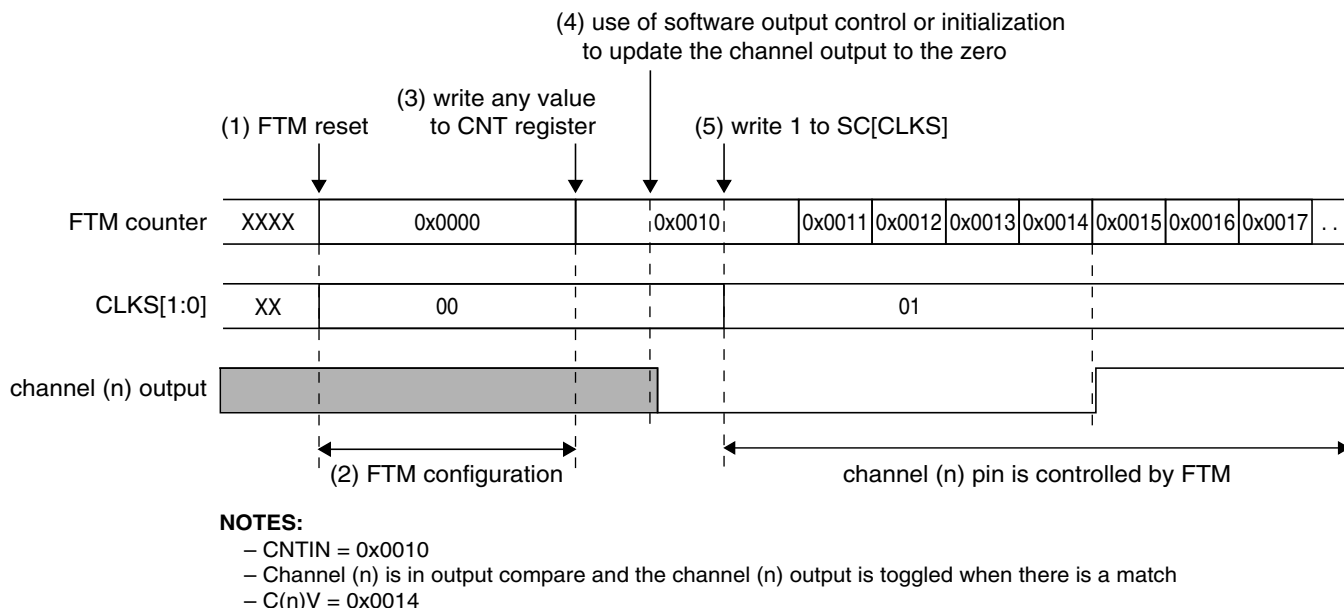 (4) use of software output control or initialization
to update the channel output to the zero
(3) write any value
to CNT register
(1) FTM reset
(5) write 1 to SC[CLKS]
FTM counter XXXX 0x0000 0x0010 0x0011 0x0012 0x0013 0x0014 0x0015 0x0016 0x0017 . .
CLKS[1:0] XX 00 01
channel (n) output
(2) FTM configuration
channel (n) pin is controlled by FTM
NOTES:
– CNTIN = 0x0010
– Channel (n) is in output compare and the channel (n) output is toggled when there is a match
– C(n)V = 0x0014